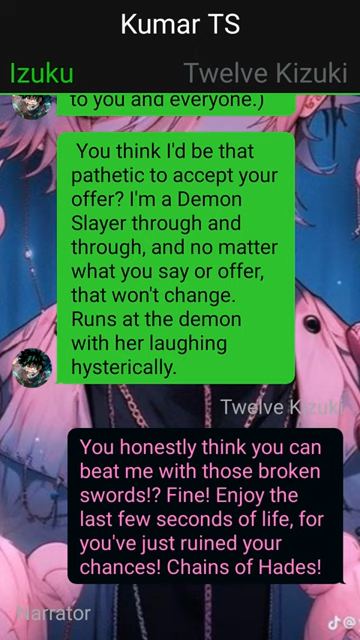 Kumar TS
Izuku
Twelve Kizuki
to you and everyone.)
You think I'd be that
pathetic to accept your
offer? I'm a Demon
Slayer through and
through, and no matter
what you say or offer,
that won't change.
Runs at the demon
with her laughing
hysterically.
Twelve Kizuki
You honestly think you can
beat me with those broken
swords!? Fine! Enjoy the
last few seconds of life, for
you've just ruined your
chances! Chains of Hades!
Narrator
@